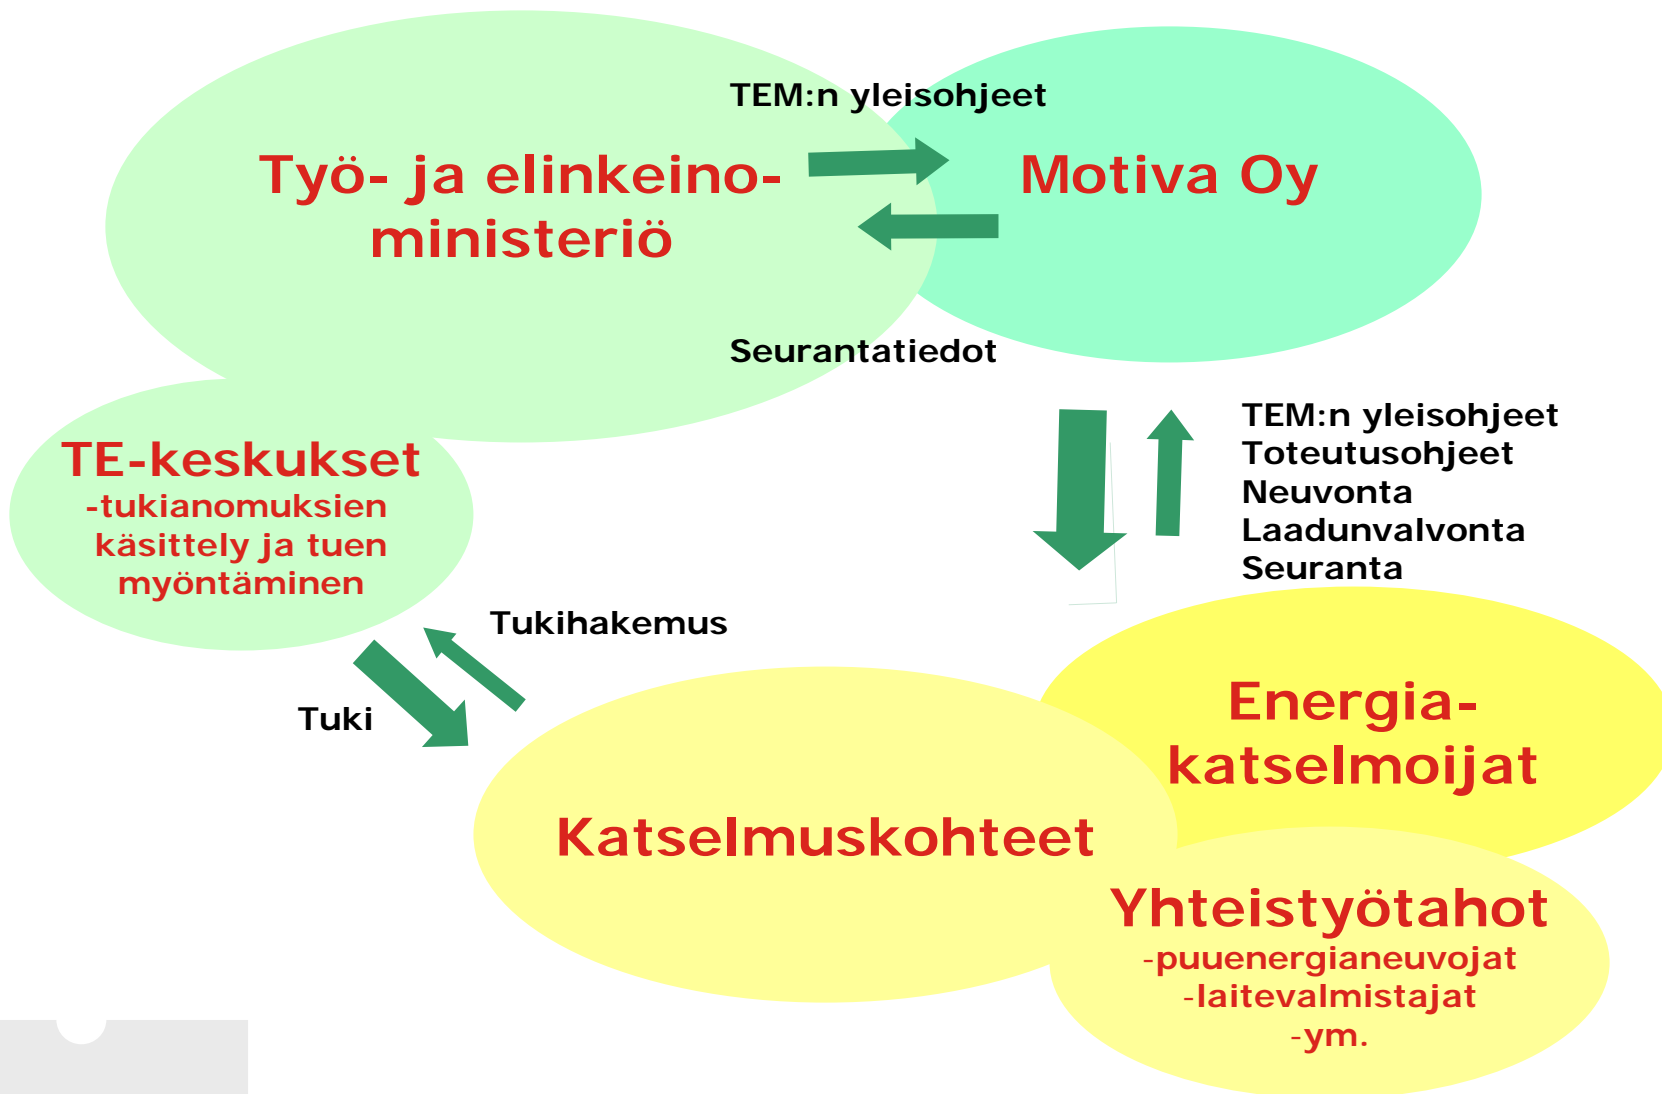 TEM:n yleisohjeet
Työ- ja elinkeino-
ministeriö
Motiva Oy
Seurantatiedot
TE-keskukset
-tukianomuksien
käsittely ja tuen
myöntäminen
TEM:n yleisohjeet
Toteutusohjeet
Neuvonta
Laadunvalvonta
Seuranta
Tukihakemus
Tuki
Energia-
katselmoijat
Katselmuskohteet
Yhteistyötahot
-puuenergianeuvojat
-laitevalmistajat
-ym.